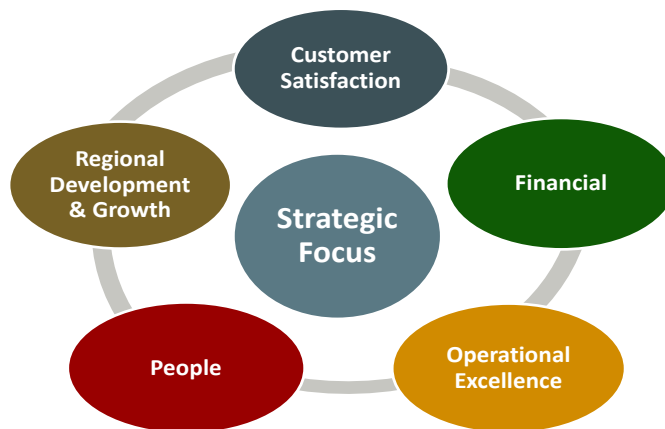 Customer
Satisfaction
Regional
Development
& Growth
Financial
Strategic
Focus
People
Operational
Excellence